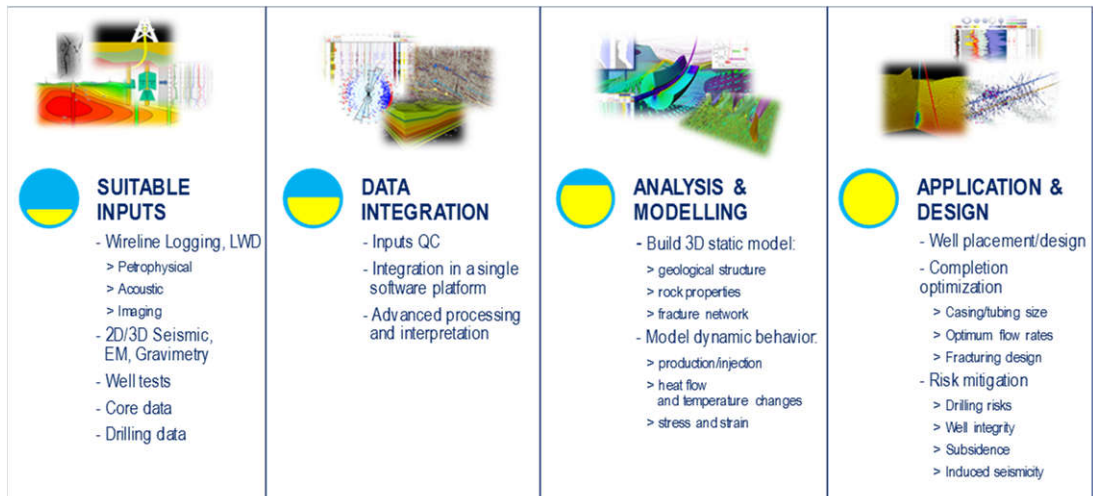 SUITABLE
INPUTS
- Wireline Logging, LWD
> Petrophysical
> Acoustic
> Imaging
- 2D/3D Seismic,
EM, Gravimetry
- Well tests
- Core data
- Drilling data
DATA
INTEGRATION
- Inputs QC
- Integration in a single
software platform
- Advanced processing
and interpretation
ANALYSIS &
MODELLING
- Build 3D static model:
> geological structure
> rock properties
> fracture network
- Model dynamic behavior:
> production/injection
> heat flow
and temperature changes
> stress and strain
APPLICATION &
DESIGN
- Well placement/design
- Completion
optimization
> Casing/tubing size
> Optimum flow rates
> Fracturing design
- Risk mitigation
> Drilling risks
> Well integrity
> Subsidence
> Induced seismicity